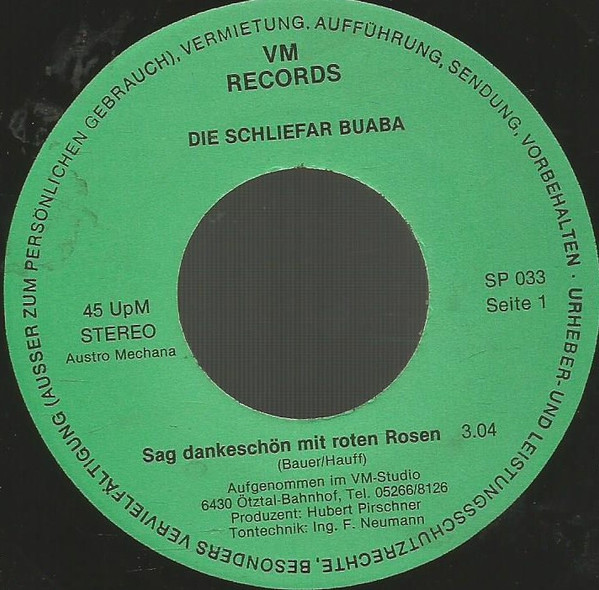 VM
RECORDS
DIE SCHLIEFAR BUABA
45 UpM
STEREO
Austro Mechana
SP 033
Seite 1
Sag dankeschön mit roten Rosen 3.04
(Bauer/Hauff)
Aufgenommen im VM-Studio
6430 Ötztal-Bahnhof, Tel. 05266/8126
Produzent: Hubert Pirschner
Tontechnik: Ing. F. Neumann
URHEBER- UND LEISTUNGSSCHUTZRECHTE, BESONDERS VERVIELFÄLTIGUNG (AUSSER ZUM PERSÖNLICHEN GEBRAUCH), VERMIETUNG, AUFFÜHRUNG, SENDUNG, VORBEHALTEN ·